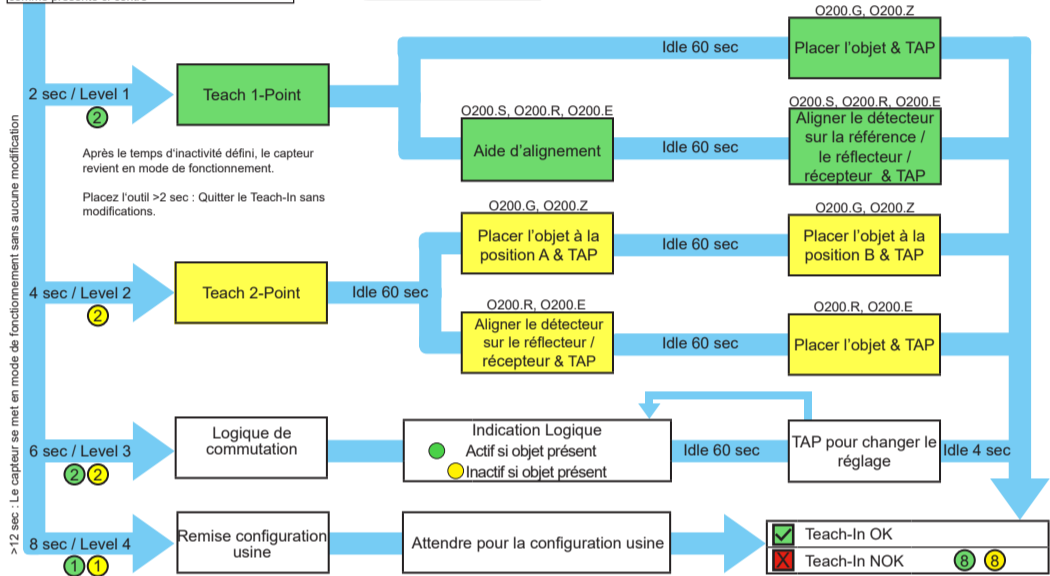 O200.G, O200.Z
Idle 60 sec
Placer l'objet & TAP
2 sec / Level 1
2
Teach 1-Point
O200.S, O200.R, O200.E
Aide d'alignement
Idle 60 sec
O200.S, O200.R, O200.E
Aligner le détecteur
sur la référence /
le réflecteur /
récepteur & TAP
Après le temps d'inactivité défini, le capteur
revient en mode de fonctionnement.
Placez l'outil >2 sec : Quitter le Teach-In sans
modifications.
>12 sec : Le capteur se met en mode de fonctionnement sans aucune modification
4 sec / Level 2
2
Teach 2-Point
Idle 60 sec
O200.G, O200.Z
Placer l'objet à la
position A & TAP
Idle 60 sec
O200.G, O200.Z
Placer l'objet à la
position B & TAP
O200.R, O200.E
Aligner le détecteur
sur le réflecteur /
récepteur & TAP
Idle 60 sec
O200.R, O200.E
Placer l'objet & TAP
6 sec / Level 3
2 2
Logique de
commutation
Indication Logique
Actif si objet présent
Inactif si objet présent
Idle 60 sec
TAP pour changer le
réglage
Idle 4 sec
8 sec / Level 4
1 1
Remise configuration
usine
Attendre pour la configuration usine
Teach-In OK
Teach-In NOK
8 8